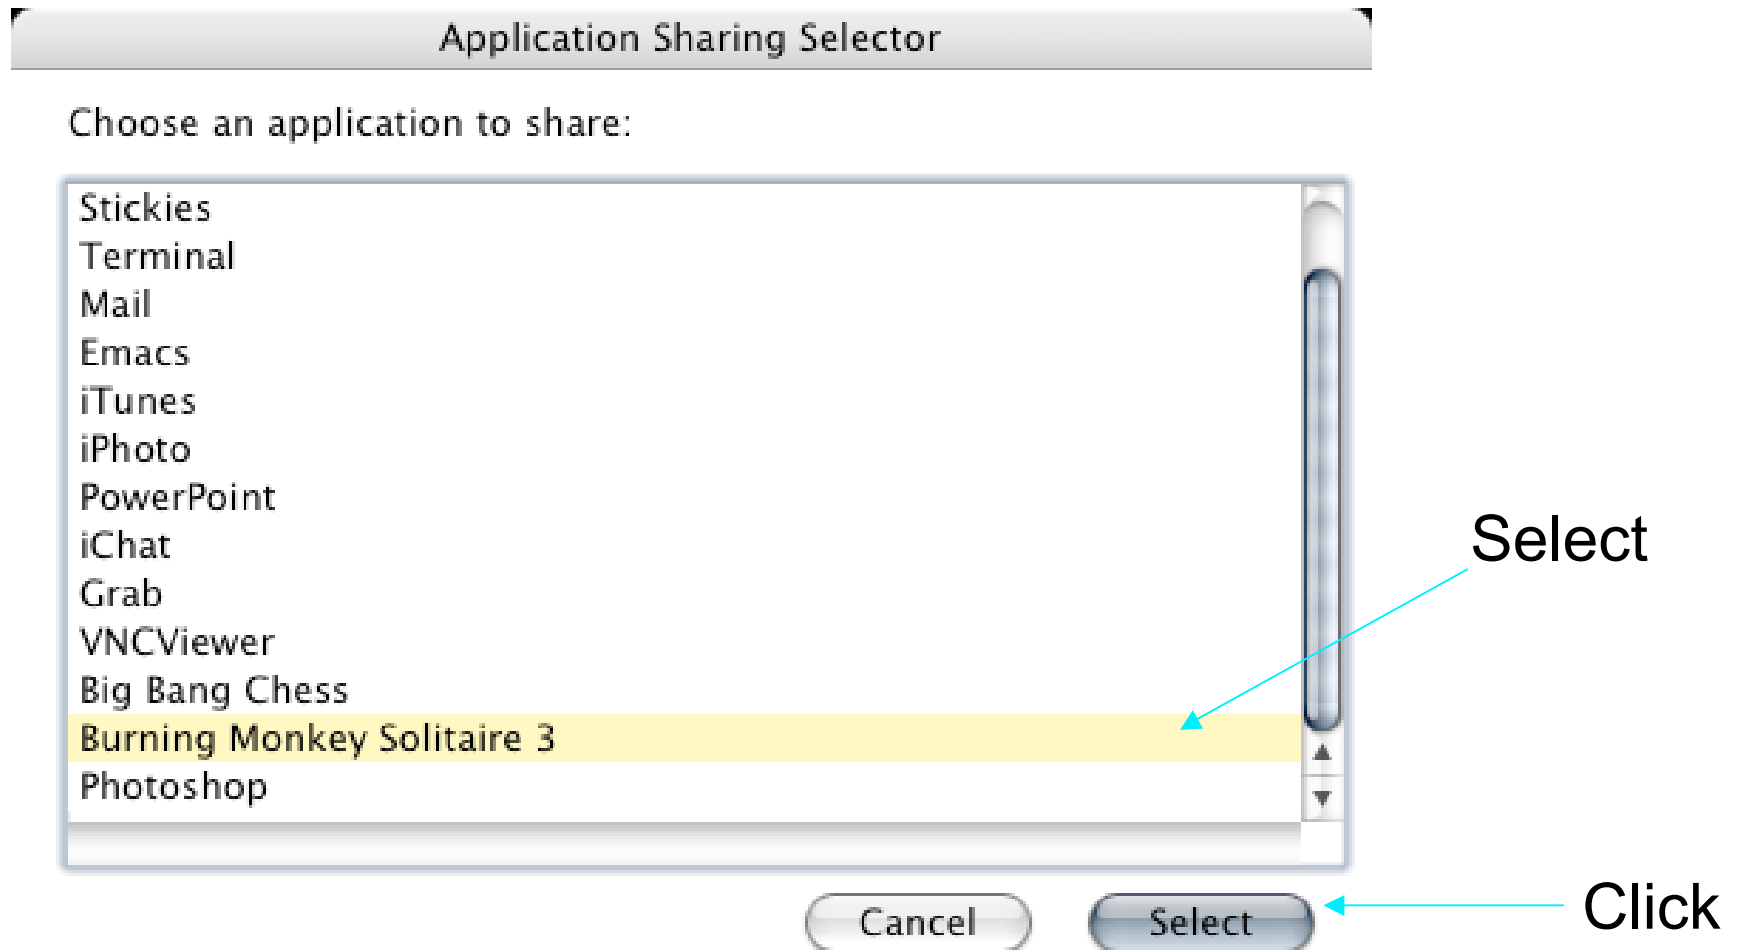 Application Sharing Selector
Choose an application to share:
Stickies
Terminal
Mail
Emacs
iTunes
iPhoto
PowerPoint
iChat
Grab
VNCViewer
Big Bang Chess
Burning Monkey Solitaire 3
Photoshop
Select
Cancel
Select
Click